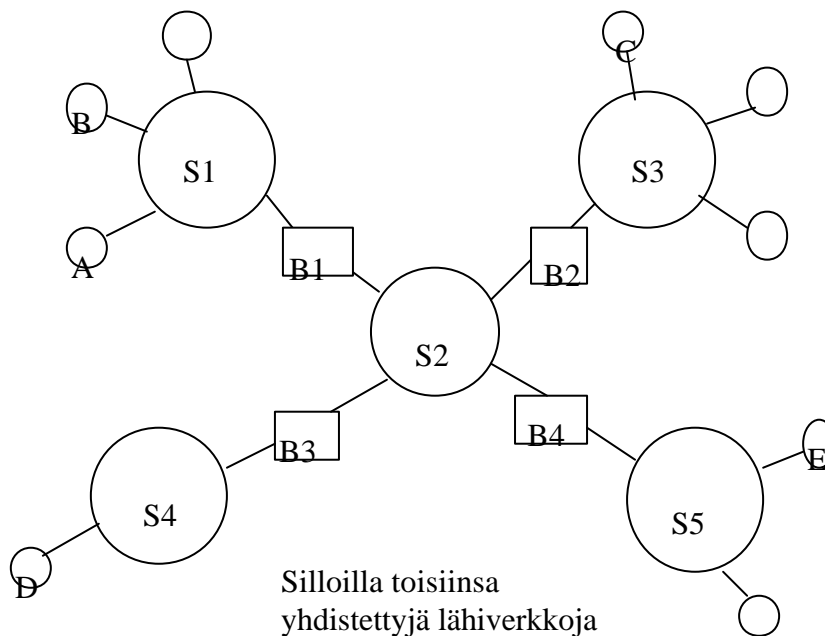 C
B
S1
S3
A
B1
B2
S2
B3
B4
E
S4
S5
D
Silloilla toisiinsa
yhdistettyjä lähiverkkoja